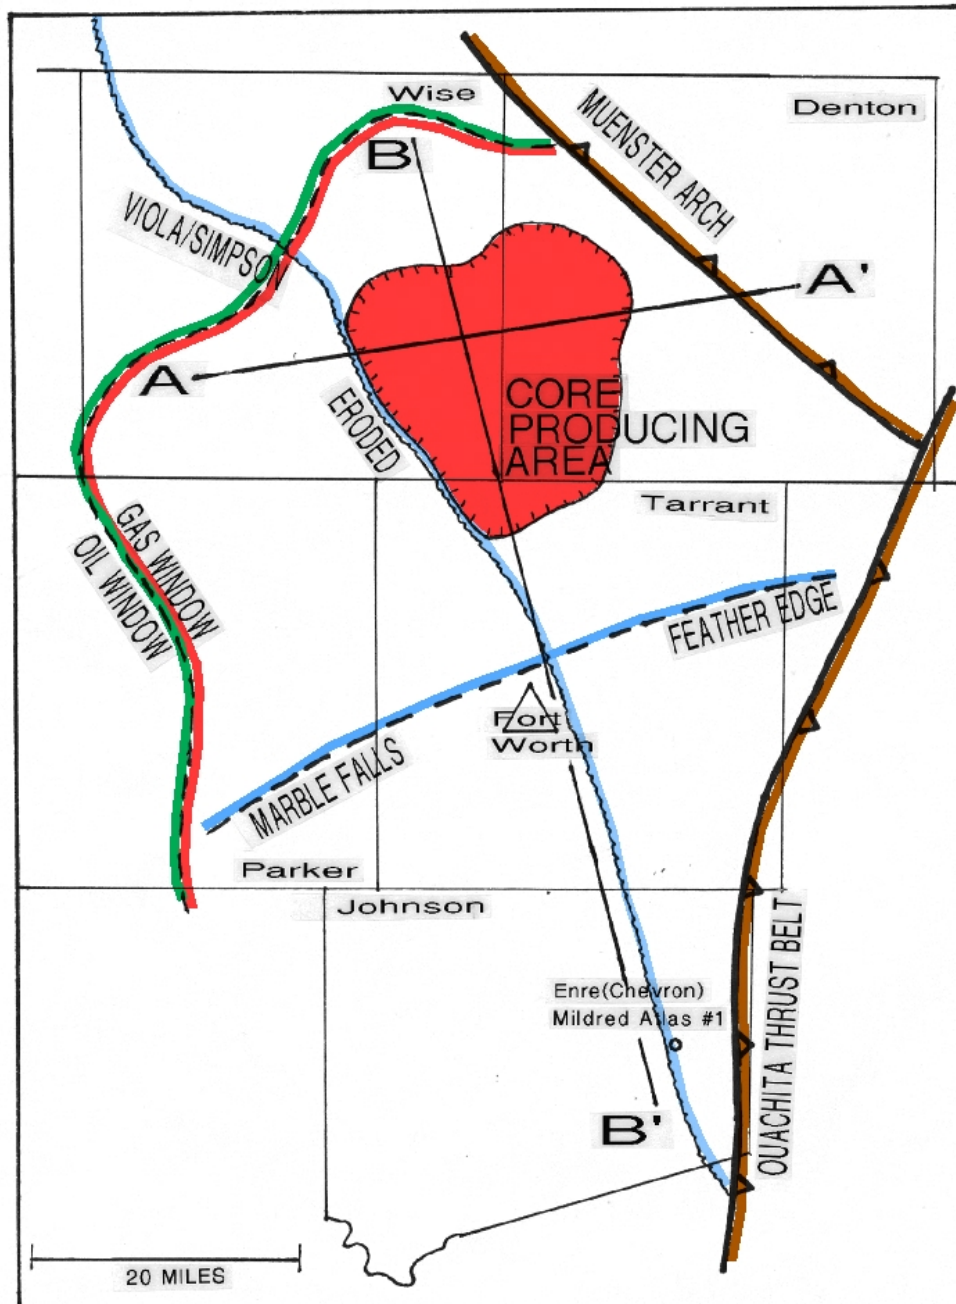 Wise
Denton
MUENSTER ARCH
B
VIOLA/SIMPSON
A'
A
ERODED
CORE
PRODUCING
AREA
Tarrant
GAS WINDOW
OIL WINDOW
FEATHER EDGE
Fort
Worth
MARBLE FALLS
Parker
Johnson
Enre(Chevron)
Mildred Atlas #1
OUACHITA THRUST BELT
B'
20 MILES